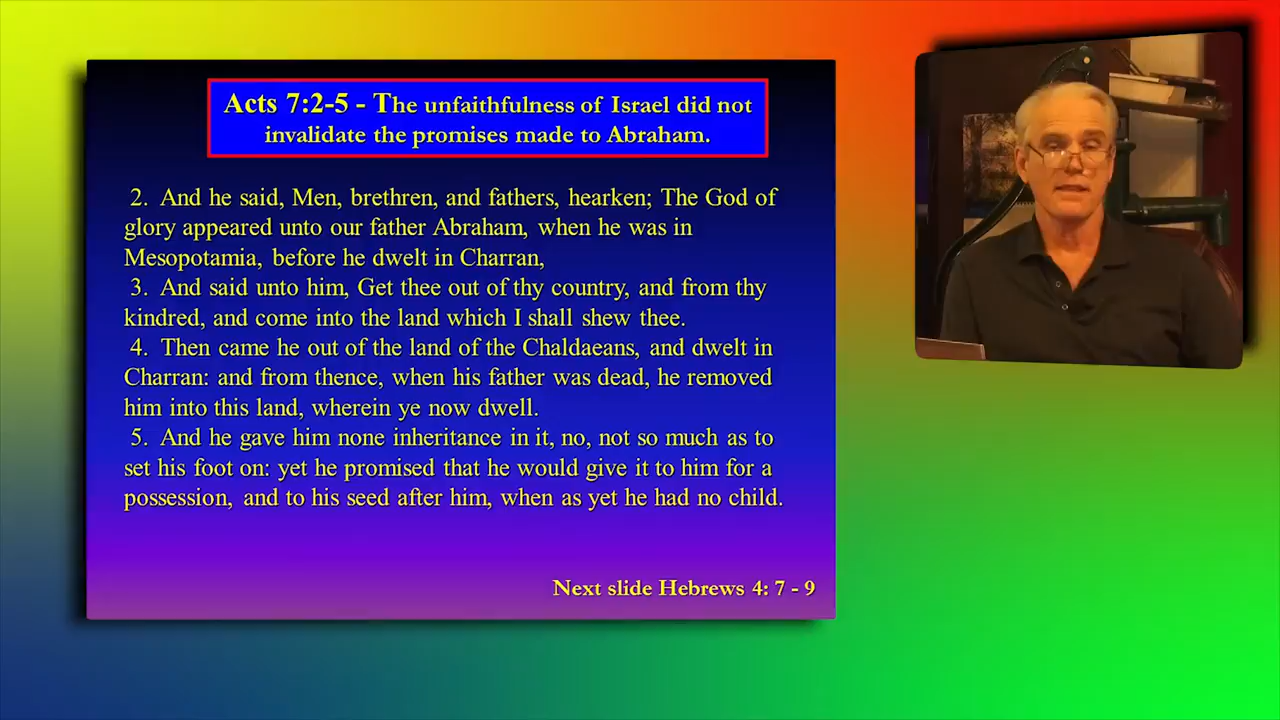 Acts 7:2-5 - The unfaithfulness of Israel did not
invalidate the promises made to Abraham.
2. And he said, Men, brethren, and fathers, hearken; The God of
glory appeared unto our father Abraham, when he was in
Mesopotamia, before he dwelt in Charran,
3. And said unto him, Get thee out of thy country, and from thy
kindred, and come into the land which I shall shew thee.
4. Then came he out of the land of the Chaldaeans, and dwelt in
Charran: and from thence, when his father was dead, he removed
him into this land, wherein ye now dwell.
5. And he gave him none inheritance in it, no, not so much as to
set his foot on: yet he promised that he would give it to him for a
possession, and to his seed after him, when as yet he had no child.
Next slide Hebrews 4: 7 - 9